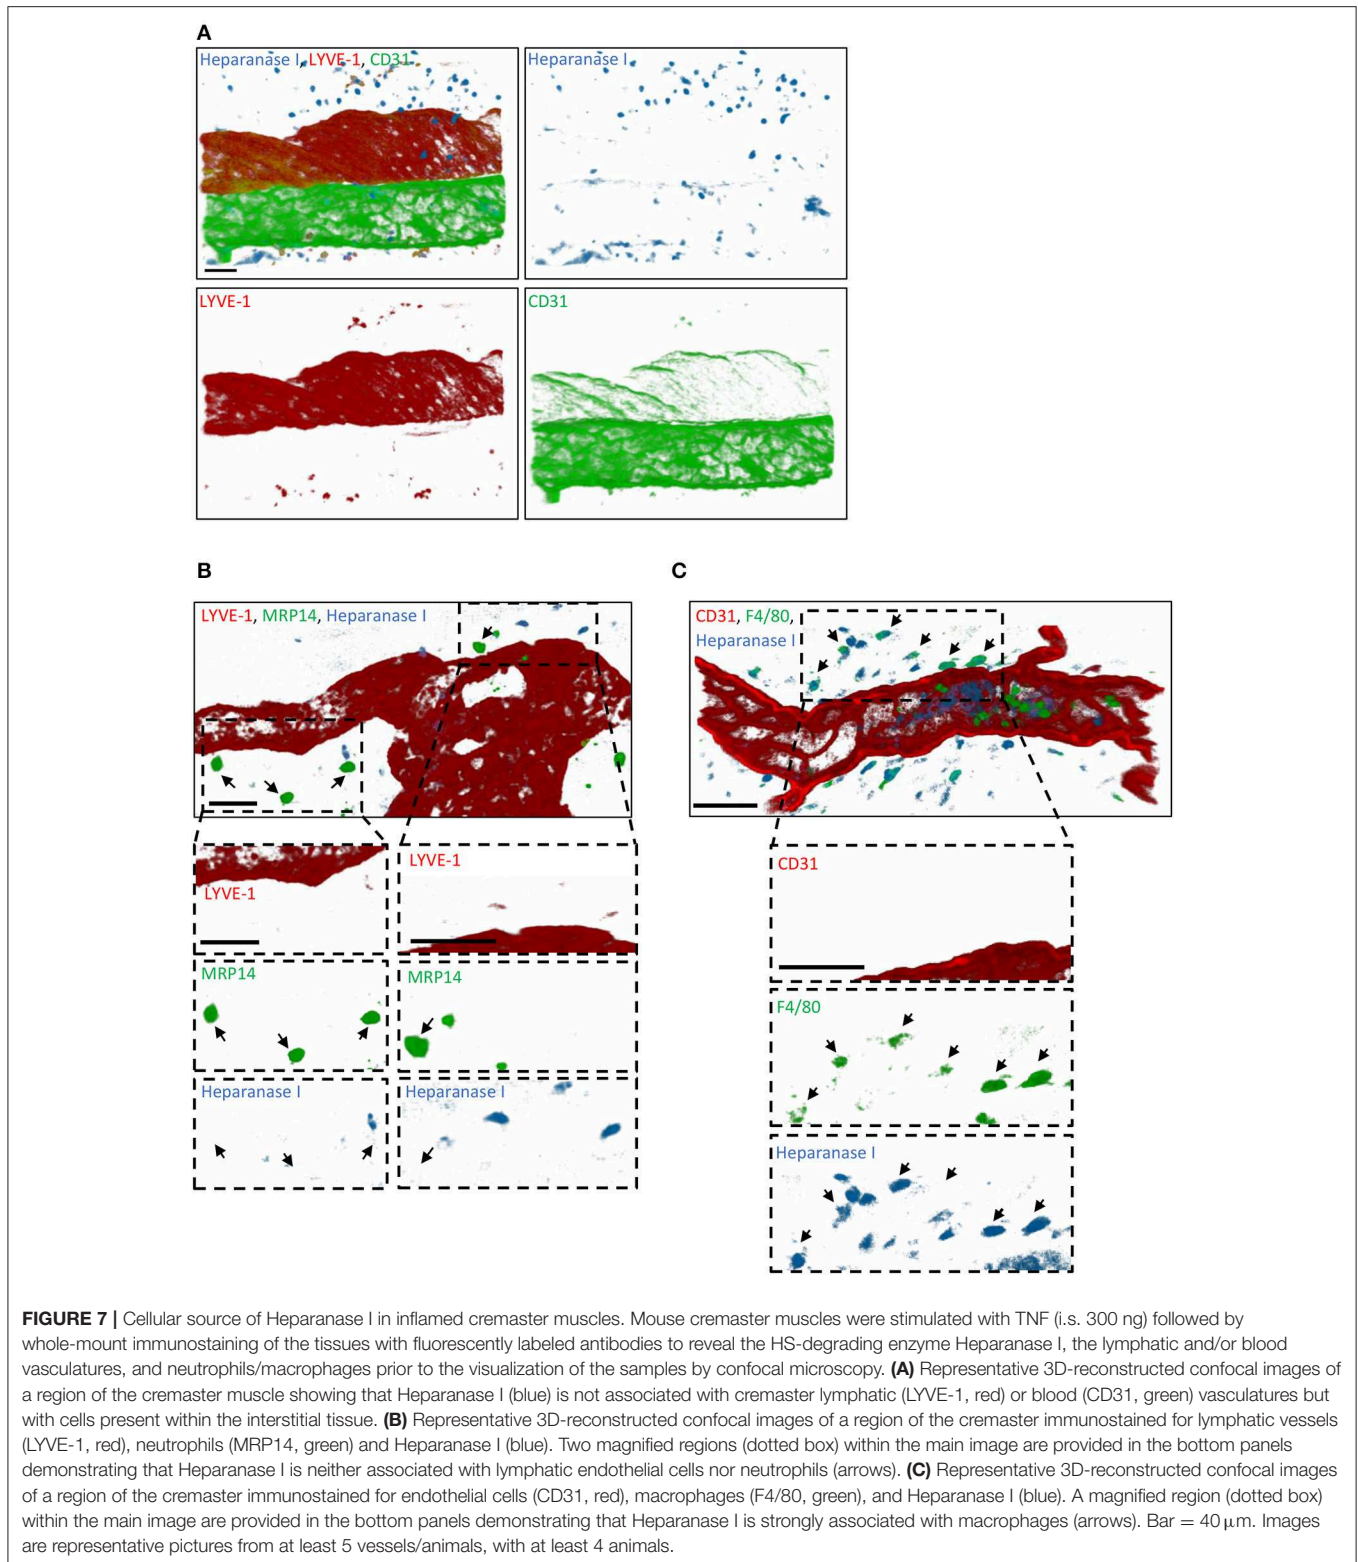 A
Heparanase I, LYVE-1, CD31
Heparanase I
LYVE-1
CD31
B
LYVE-1, MRP14, Heparanase I
LYVE-1
LYVE-1
MRP14
MRP14
Heparanase I
Heparanase I
C
CD31, F4/80,
Heparanase I
CD31
F4/80
Heparanase I
FIGURE 7 | Cellular source of Heparanase I in inflamed cremaster muscles. Mouse cremaster muscles were stimulated with TNF (i.s. 300 ng) followed by
whole-mount immunostaining of the tissues with fluorescently labeled antibodies to reveal the HS-degrading enzyme Heparanase I, the lymphatic and/or blood
vasculatures, and neutrophils/macrophages prior to the visualization of the samples by confocal microscopy. (A) Representative 3D-reconstructed confocal images of
a region of the cremaster muscle showing that Heparanase I (blue) is not associated with cremaster lymphatic (LYVE-1, red) or blood (CD31, green) vasculatures but
with cells present within the interstitial tissue. (B) Representative 3D-reconstructed confocal images of a region of the cremaster immunostained for lymphatic vessels
(LYVE-1, red), neutrophils (MRP14, green) and Heparanase I (blue). Two magnified regions (dotted box) within the main image are provided in the bottom panels
demonstrating that Heparanase I is neither associated with lymphatic endothelial cells nor neutrophils (arrows). (C) Representative 3D-reconstructed confocal images
of a region of the cremaster immunostained for endothelial cells (CD31, red), macrophages (F4/80, green), and Heparanase I (blue). A magnified region (dotted box)
within the main image are provided in the bottom panels demonstrating that Heparanase I is strongly associated with macrophages (arrows). Bar = 40 μm. Images
are representative pictures from at least 5 vessels/animals, with at least 4 animals.